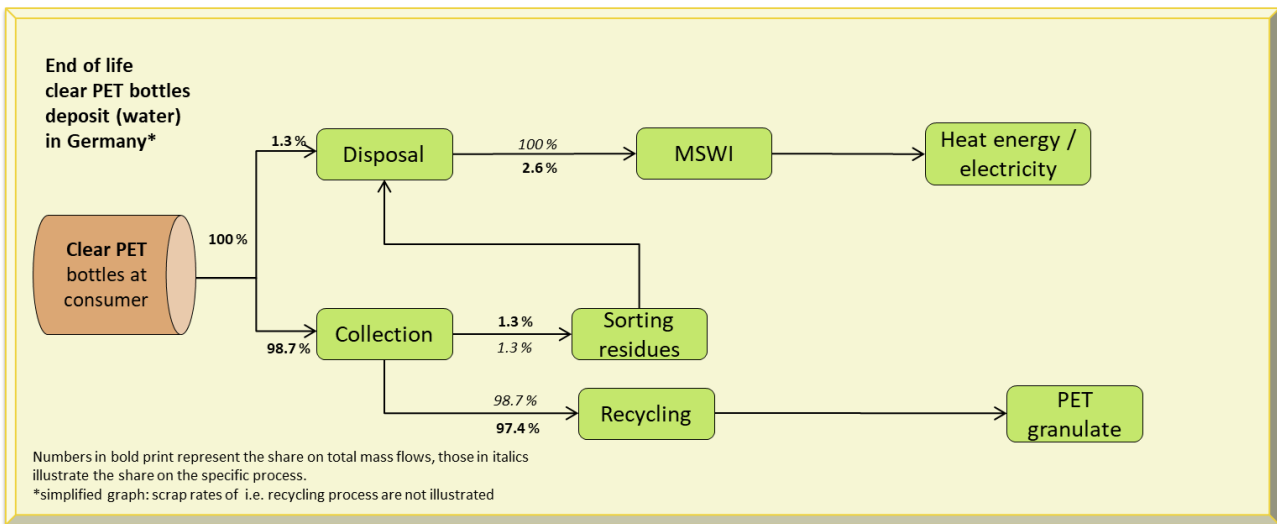 End of life
clear PET bottles
deposit (water)
in Germany*
1.3 %
Disposal
100 %
2.6 %
MSWI
Heat energy /
electricity
100 %
Clear PET
bottles at
consumer
98.7 %
Collection
1.3 %
1.3 %
Sorting
residues
98.7 %
97.4 %
Recycling
PET
granulate
Numbers in bold print represent the share on total mass flows, those in italics
illustrate the share on the specific process.
*simplified graph: scrap rates of i.e. recycling process are not illustrated